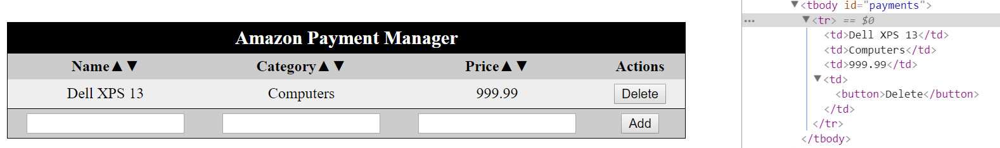 Amazon Payment Manager
Name▲▼ Category▲▼ Price▲▼ Actions
Dell XPS 13 Computers 999.99 Delete
Add
▼<tbody id="payments">
... ▼<tr> == $0
<td>Dell XPS 13</td>
<td>Computers</td>
<td>999.99</td>
▼<td>
<button>Delete</button>
</td>
</tr>
</tbody>